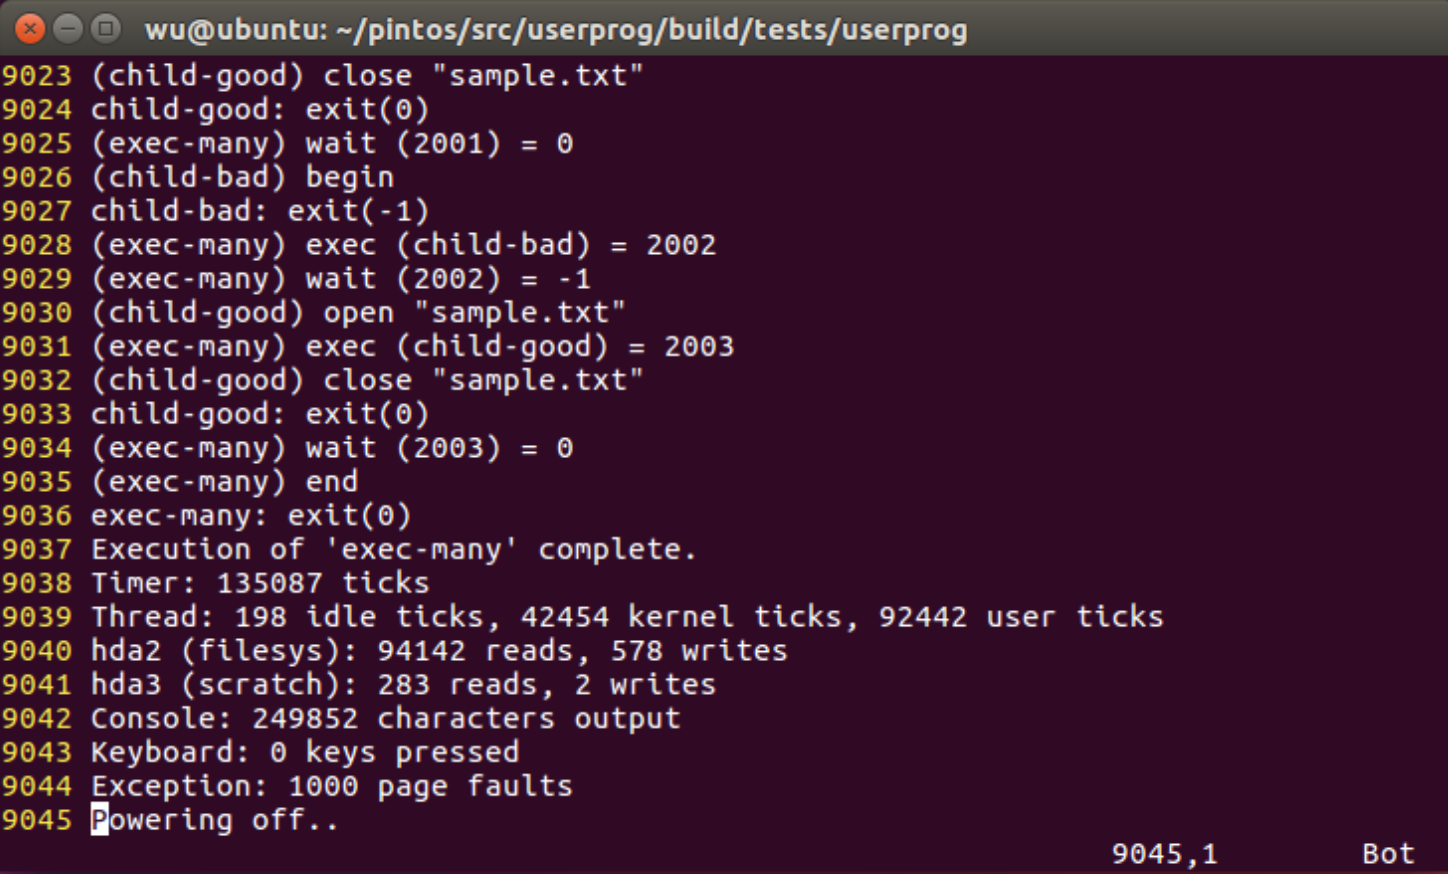 wu@ubuntu: ~/pintos/src/userprog/build/tests/userprog
9023 (child-good) close "sample.txt"
9024 child-good: exit(0)
9025 (exec-many) wait (2001) = 0
9026 (child-bad) begin
9027 child-bad: exit(-1)
9028 (exec-many) exec (child-bad) = 2002
9029 (exec-many) wait (2002) = -1
9030 (child-good) open "sample.txt"
9031 (exec-many) exec (child-good) = 2003
9032 (child-good) close "sample.txt"
9033 child-good: exit(0)
9034 (exec-many) wait (2003) = 0
9035 (exec-many) end
9036 exec-many: exit(0)
9037 Execution of 'exec-many' complete.
9038 Timer: 135087 ticks
9039 Thread: 198 idle ticks, 42454 kernel ticks, 92442 user ticks
9040 hda2 (filesys): 94142 reads, 578 writes
9041 hda3 (scratch): 283 reads, 2 writes
9042 Console: 249852 characters output
9043 Keyboard: 0 keys pressed
9044 Exception: 1000 page faults
9045 Powering off..
9045,1 Bot